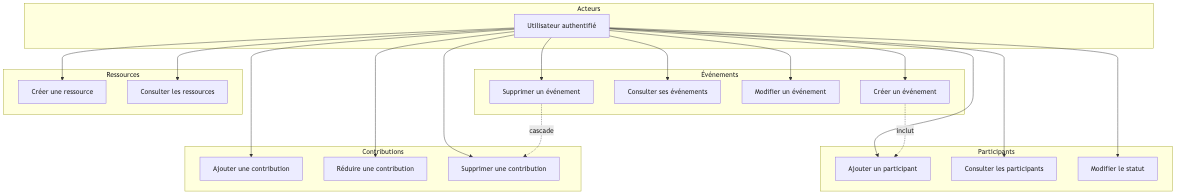 Acteurs
Utilisateur authentifié
Ressources
Créer une ressource
Consulter les ressources
Événements
Supprimer un événement
Consulter ses événements
Modifier un événement
Créer un événement
cascade
inclut
Contributions
Ajouter une contribution
Réduire une contribution
Supprimer une contribution
Participants
Ajouter un participant
Consulter les participants
Modifier le statut